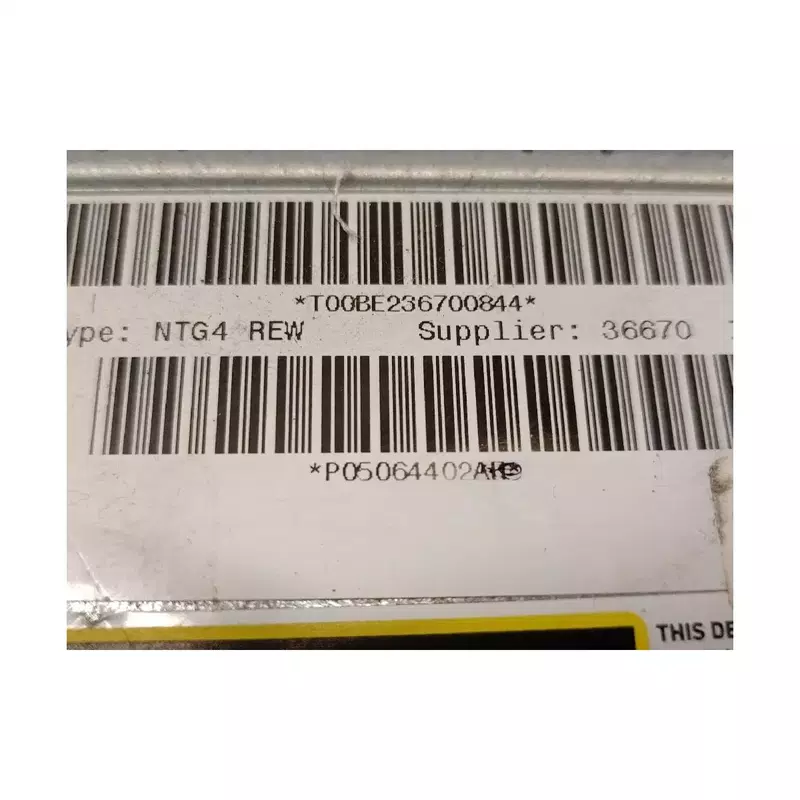 *T00BE236700844*
ype: NTG4 REW Supplier: 36670
THIS DE